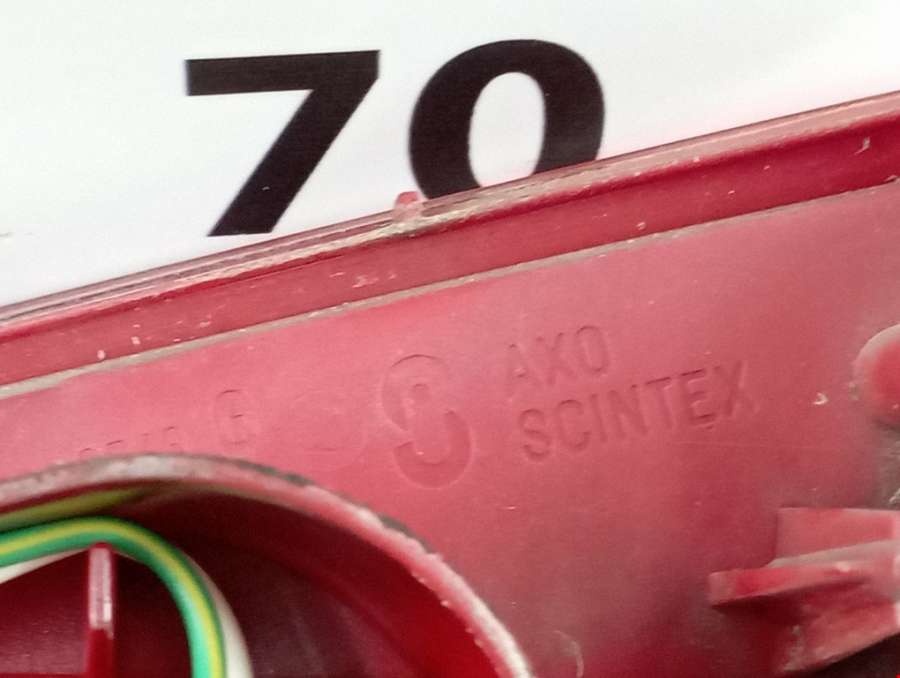 70
AXO
SCINTEX